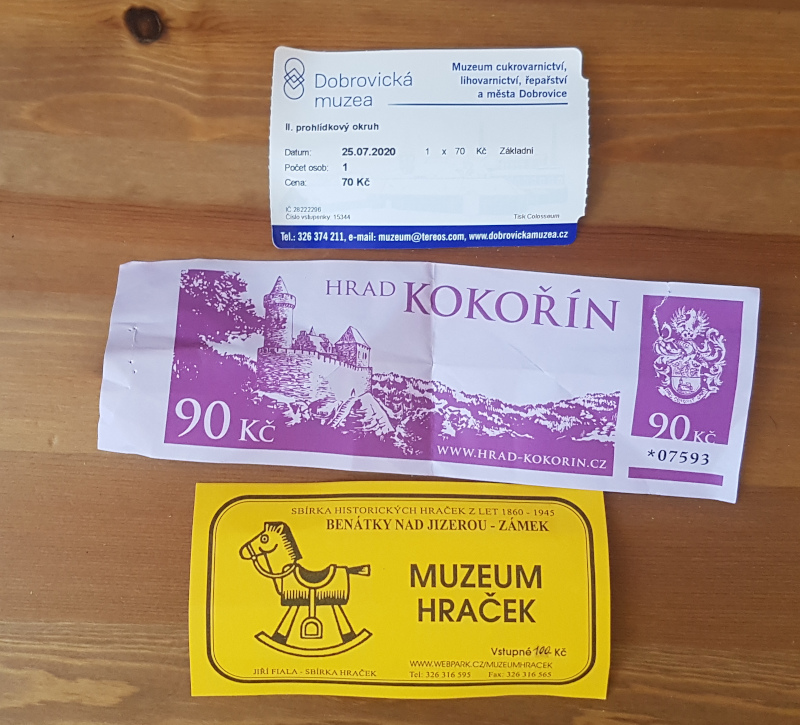 Dobrovická
muzea
Muzeum cukrovarnictví,
lihovarnictví, řepařství
a města Dobrovice
II. prohlídkový okruh
Datum: 25.07.2020 1 x 70 Kč Základní
Počet osob: 1
Cena: 70 Kč
IČ 28222296
Číslo vstupenky: 15344 Tisk Colosseum
Tel.: 326 374 211, e-mail: muzeum@tereos.com, www.dobrovickamuzea.cz
HRAD KOKOŘÍN
90 Kč
WWW.HRAD-KOKORIN.CZ
90 Kč
*07593
SBÍRKA HISTORICKÝCH HRAČEK Z LET 1860 - 1945
BENÁTKY NAD JIZEROU - ZÁMEK
MUZEUM
HRAČEK
Vstupné 100 Kč
WWW.WEBPARK.CZ/MUZEUMHRACEK
JIŘÍ FIALA - SBÍRKA HRAČEK Tel: 326 316 595 Fax: 326 316 565